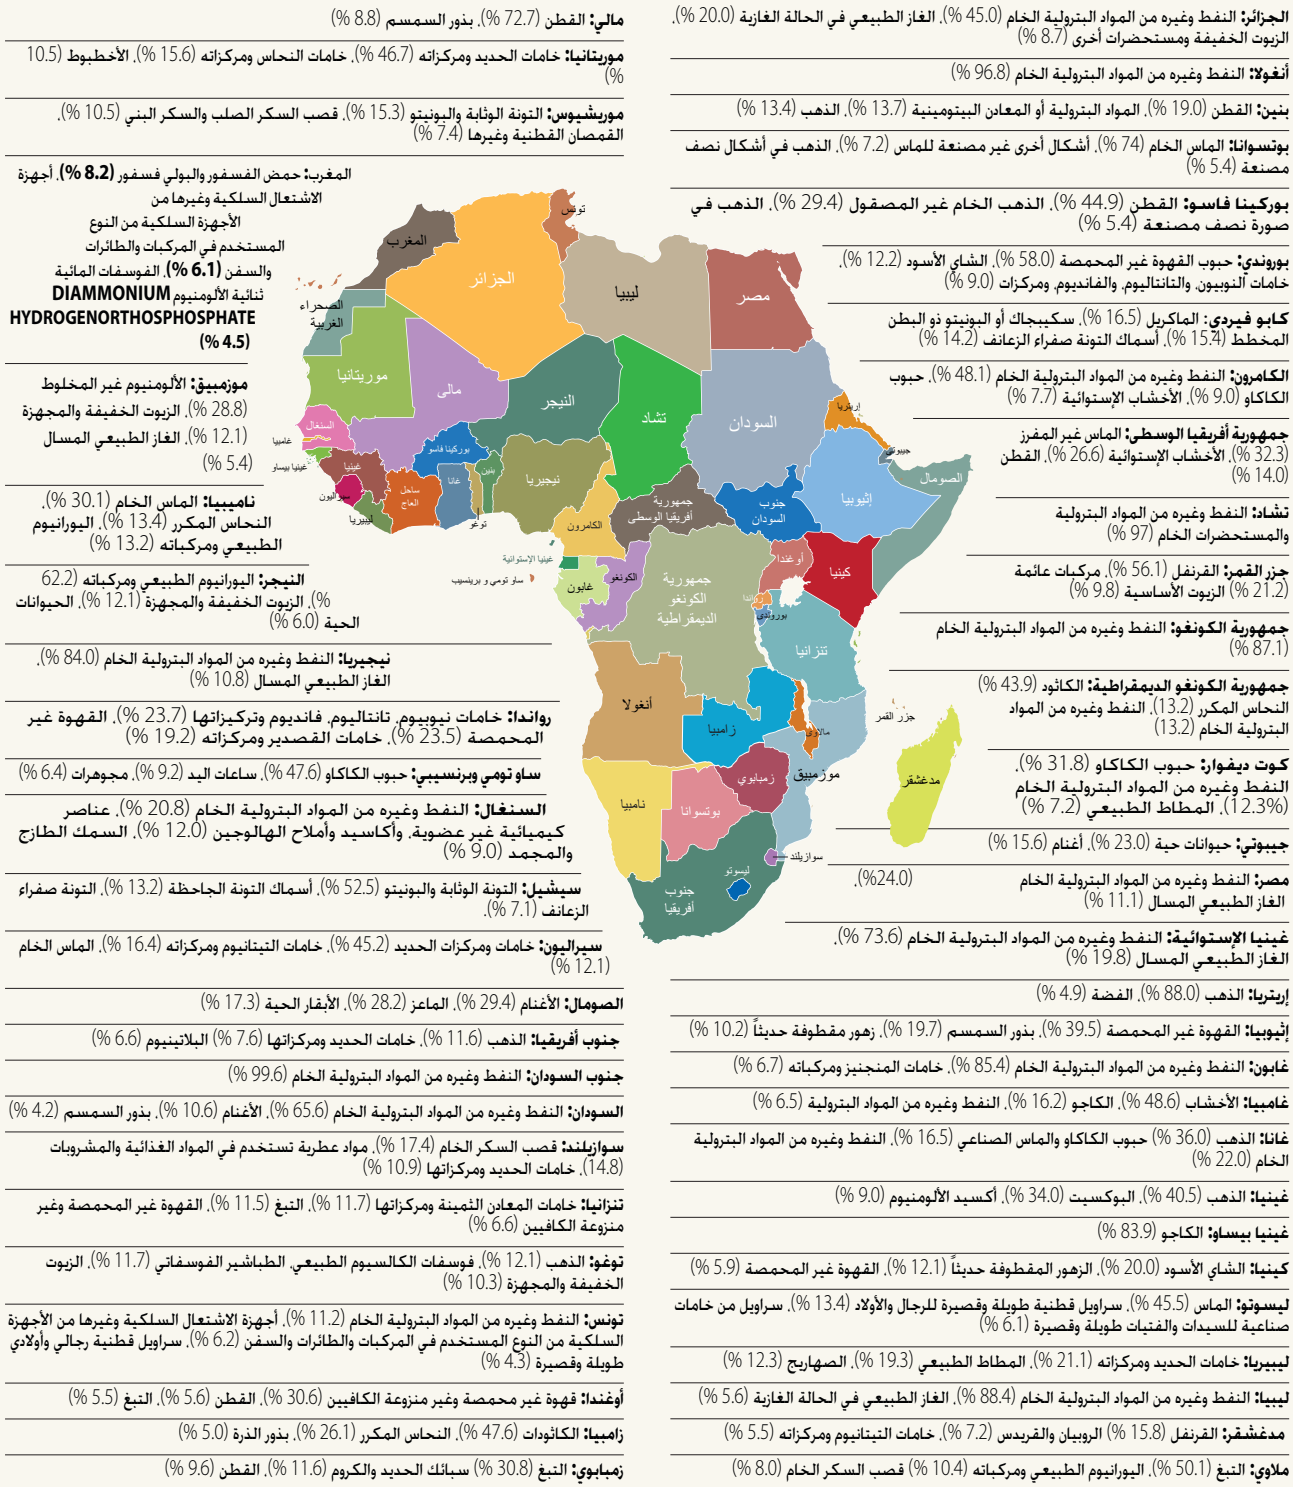 الجزائر: النفط وغيره من المواد البترولية الخام (45.0 %)، الغاز الطبيعي في الحالة الغازية (20.0 %)،
الزيوت الخفيفة ومستحضرات أخرى (8.7 %)
أنغولا: النفط وغيره من المواد البترولية الخام (96.8 %)
بنين: القطن (19.0 %)، المواد البترولية أو المعادن البيتومينية (13.7 %)، الذهب (13.4 %)
بوتسوانا: الماس الخام (74 %)، أشكال أخرى غير مصنعة للماس (7.2 %)، الذهب في أشكال نصف
مصنعة (5.4 %)
بوركينا فاسو: القطن (44.9 %)، الذهب الخام غير المصقول (29.4 %)، الذهب في
صورة نصف مصنعة (5.4 %)
بوروندي: حبوب القهوة غير المحمصة (58.0 %)، الشاي الأسود (12.2 %)،
خامات النوبيون، والتانتاليوم، والفانديوم، ومركزات (9.0 %)
كابو فيردي: الماكريل (16.5 %)، سكيبجاك أو البونيتو ذو البطن
المخطط (15.4 %)، أسماك التونة صفراء الزعانف (14.2 %)
الكامرون: النفط وغيره من المواد البترولية الخام (48.1 %)، حبوب
الكاكاو (9.0 %)، الأخشاب الإستوائية (7.7 %)
جمهورية أفريقيا الوسطى: الماس غير المفرز
(32.3 %)، الأخشاب الإستوائية (26.6 %)، القطن
(14.0 %)
تشاد: النفط وغيره من المواد البترولية
والمستحضرات الخام (97 %)
جزر القمر: القرنفل (56.1 %)، مركبات عائمة
(21.2 %) الزيوت الأساسية (9.8 %)
جمهورية الكونغو: النفط وغيره من المواد البترولية الخام
(87.1 %)
جمهورية الكونغو الديمقراطية: الكاثود (43.9 %)
النحاس المكرر (13.2)، النفط وغيره من المواد
البترولية الخام (13.2)
كوت ديفوار: حبوب الكاكاو (31.8 %)،
النفط وغيره من المواد البترولية الخام
(12.3%)، المطاط الطبيعي (7.2 %)
جيبوتي: حيوانات حية (23.0 %)، أغنام (15.6 %)
مصر: النفط وغيره من المواد البترولية الخام (24.0%)،
الغاز الطبيعي المسال (11.1 %)
غينيا الإستوائية: النفط وغيره من المواد البترولية الخام (73.6 %)،
الغاز الطبيعي المسال (19.8 %)
إريتريا: الذهب (88.0 %)، الفضة (4.9 %)
إثيوبيا: القهوة غير المحمصة (39.5 %)، بذور السمسم (19.7 %)، زهور مقطوفة حديثاً (10.2 %)
غابون: النفط وغيره من المواد البترولية الخام (85.4 %)، خامات المنجنيز ومركباته (6.7 %)
غامبيا: الأخشاب (48.6 %)، الكاجو (16.2 %)، النفط وغيره من المواد البترولية (6.5 %)
غانا: الذهب (36.0 %) حبوب الكاكاو والماس الصناعي (16.5 %)، النفط وغيره من المواد البترولية
الخام (22.0 %)
غينيا: الذهب (40.5 %)، البوكسيت (34.0 %)، أكسيد الألومنيوم (9.0 %)
غينيا بيساو: الكاجو (83.9 %)
كينيا: الشاي الأسود (20.0 %)، الزهور المقطوفة حديثاً (12.1 %)، القهوة غير المحمصة (5.9 %)
ليسوتو: الماس (45.5 %)، سراويل قطنية طويلة وقصيرة للرجال والأولاد (13.4 %)، سراويل من خامات
صناعية للسيدات والفتيات طويلة وقصيرة (6.1 %)
ليبيريا: خامات الحديد ومركزاته (21.1 %)، المطاط الطبيعي (19.3 %)، الصهاريج (12.3 %)
ليبيا: النفط وغيره من المواد البترولية الخام (88.4 %)، الغاز الطبيعي في الحالة الغازية (5.6 %)
مدغشقر: القرنفل (15.8 %) الروبيان والقريدس (7.2 %)، خامات التيتانيوم ومركزاته (5.5 %)
ملاوي: التبغ (50.1 %)، اليورانيوم الطبيعي ومركباته (10.4 %) قصب السكر الخام (8.0 %)
مالي: القطن (72.7 %)، بذور السمسم (8.8 %)
موريتانيا: خامات الحديد ومركزاته (46.7 %)، خامات النحاس ومركزاته (15.6 %)، الأخطبوط (10.5
%)
موريشيوس: التونة الوثابة والبونيتو (15.3 %)، قصب السكر الصلب والسكر البني (10.5 %)،
القمصان القطنية وغيرها (7.4 %)
المغرب: حمض الفسفور والبولي فسفور (8.2 %)، أجهزة
الاشتعال السلكية وغيرها من
الأجهزة السلكية من النوع
المستخدم في المركبات والطائرات
والسفن (6.1 %)، الفوسفات المائية
ثنائية الألومنيوم DIAMMONIUM
HYDROGENORTHOSPHOSPHATE
(4.5 %)
موزمبيق: الألومنيوم غير المخلوط
(28.8 %)، الزيوت الخفيفة والمجهزة
(12.1 %)، الغاز الطبيعي المسال
(5.4 %)
ناميبيا: الماس الخام (30.1 %)،
النحاس المكرر (13.4 %)، اليورانيوم
الطبيعي ومركباته (13.2 %)
النيجر: اليورانيوم الطبيعي ومركباته (62.2
%)، الزيوت الخفيفة والمجهزة (12.1 %)، الحيوانات
الحية (6.0 %)
نيجيريا: النفط وغيره من المواد البترولية الخام (84.0 %)،
الغاز الطبيعي المسال (10.8 %)
رواندا: خامات نيوبيوم، تانتاليوم، فانديوم وتركيزاتها (23.7 %)، القهوة غير
المحمصة (23.5 %)، خامات القصدير ومركزاته (19.2 %)
ساو تومي وبرنسيبي: حبوب الكاكاو (47.6 %)، ساعات اليد (9.2 %)، مجوهرات (6.4 %)
السنغال: النفط وغيره من المواد البترولية الخام (20.8 %)، عناصر
كيميائية غير عضوية، وأكاسيد وأملاح الهالوجين (12.0 %)، السمك الطازج
والمجمد (9.0 %)
سيشيل: التونة الوثابة والبونيتو (52.5 %)، أسماك التونة الجاحظة (13.2 %)، التونة صفراء
الزعانف (7.1 %)،
سيراليون: خامات ومركزات الحديد (45.2 %)، خامات التيتانيوم ومركزاته (16.4 %)، الماس الخام
(12.1 %)
الصومال: الأغنام (29.4 %)، الماعز (28.2 %)، الأبقار الحية (17.3 %)
جنوب أفريقيا: الذهب (11.6 %)، خامات الحديد ومركزاتها (7.6 %) البلاتينيوم (6.6 %)
جنوب السودان: النفط وغيره من المواد البترولية الخام (99.6 %)
السودان: النفط وغيره من المواد البترولية الخام (65.6 %)، الأغنام (10.6 %)، بذور السمسم (4.2 %)
سوازيلند: قصب السكر الخام (17.4 %)، مواد عطرية تستخدم في المواد الغذائية والمشروبات
(14.8)، خامات الحديد ومركزاتها (10.9 %)
تنزانيا: خامات المعادن الثمينة ومركزاتها (11.7 %)، التبغ (11.5 %)، القهوة غير المحمصة وغير
منزوعة الكافيين (6.6 %)
توغو: الذهب (12.1 %)، فوسفات الكالسيوم الطبيعي، الطباشير الفوسفاتي (11.7 %)، الزيوت
الخفيفة والمجهزة (10.3 %)
تونس: النفط وغيره من المواد البترولية الخام (11.2 %)، أجهزة الاشتعال السلكية وغيرها من الأجهزة
السلكية من النوع المستخدم في المركبات والطائرات والسفن (6.2 %)، سراويل قطنية رجالي وأولادي
طويلة وقصيرة (4.3 %)
أوغندا: قهوة غير محمصة وغير منزوعة الكافيين (30.6 %)، القطن (5.6 %)، التبغ (5.5 %)
زامبيا: الكاثودات (47.6 %)، النحاس المكرر (26.1 %)، بذور الذرة (5.0 %)
زمبابوي: التبغ (30.8 %) سبائك الحديد والكروم (11.6 %)، القطن (9.6 %)
تونس
المغرب
الجزائر
ليبيا
مصر
الصحراء
الغربية
موريتانيا
مالى
النيجر
تشاد
السودان
إريتريا
جيبوتي
السنغال
غامبيا
غينيا بيساو
غينيا
سيراليون
ليبيريا
ساحل
العاج
بوركينا فاسو
غانا
توغو
بنين
نيجيريا
الكامرون
جمهورية
أفريقيا الوسطى
جنوب
السودان
إثيوبيا
الصومال
غينيا الإستوائية
ساو تومي و برينسيب
غابون
الكونغو
جمهورية
الكونغو
الديمقراطية
أوغندا
كينيا
رواندا
بوروندي
تنزانيا
أنغولا
زامبيا
مالاوى
موزمبيق
جزر القمر
مدغشقر
زمبابوي
ناميبيا
بوتسوانا
سوازيلند
ليسوتو
جنوب
أفريقيا